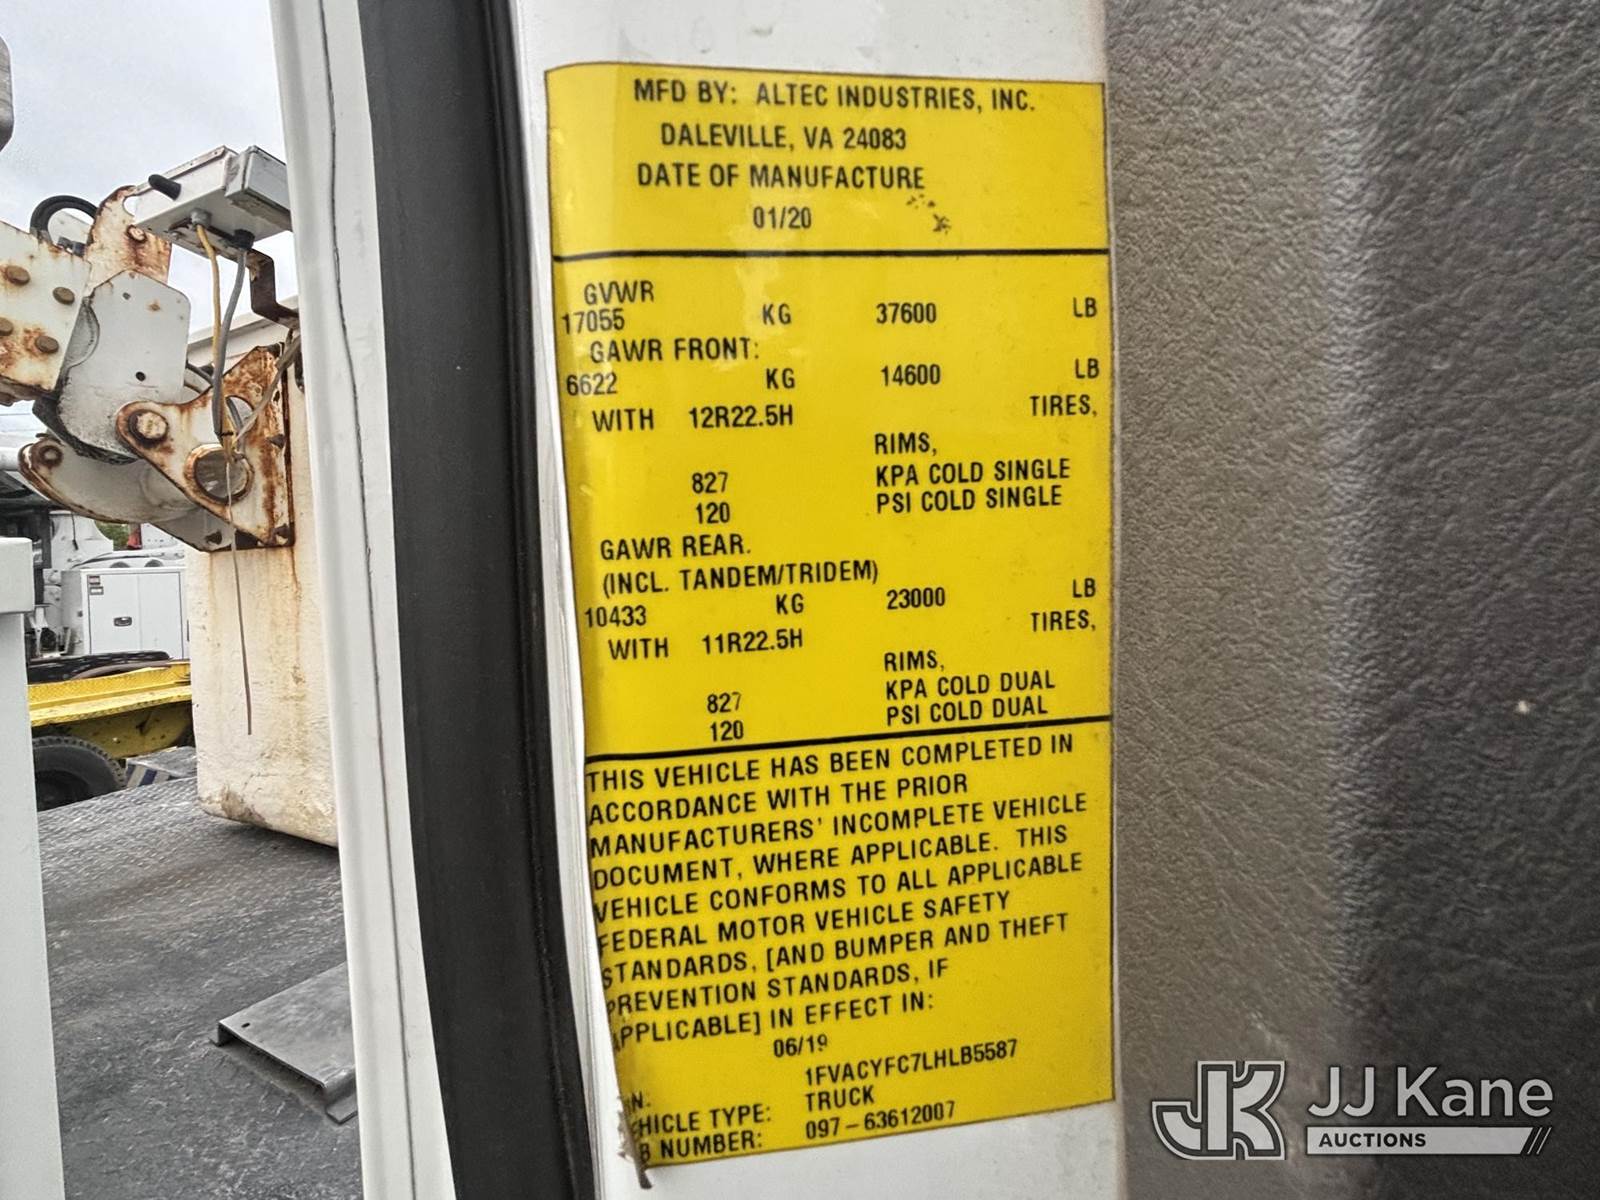 MFD BY: ALTEC INDUSTRIES, INC.
DALEVILLE, VA 24083
DATE OF MANUFACTURE
01/20
GVWR
17055 KG 37600 LB
GAWR FRONT:
6622 KG 14600 LB
WITH 12R22.5H TIRES,
RIMS,
827 KPA COLD SINGLE
120 PSI COLD SINGLE
GAWR REAR.
(INCL. TANDEM/TRIDEM)
10433 KG 23000 LB
WITH 11R22.5H TIRES,
RIMS,
827 KPA COLD DUAL
120 PSI COLD DUAL
THIS VEHICLE HAS BEEN COMPLETED IN
ACCORDANCE WITH THE PRIOR
MANUFACTURERS' INCOMPLETE VEHICLE
DOCUMENT, WHERE APPLICABLE. THIS
VEHICLE CONFORMS TO ALL APPLICABLE
FEDERAL MOTOR VEHICLE SAFETY
STANDARDS, [AND BUMPER AND THEFT
PREVENTION STANDARDS, IF
APPLICABLE] IN EFFECT IN:
06/19
IN: 1FVACYFC7LHLB5587
EHICLE TYPE: TRUCK
B NUMBER: 097-63612007
JK JJ Kane
AUCTIONS